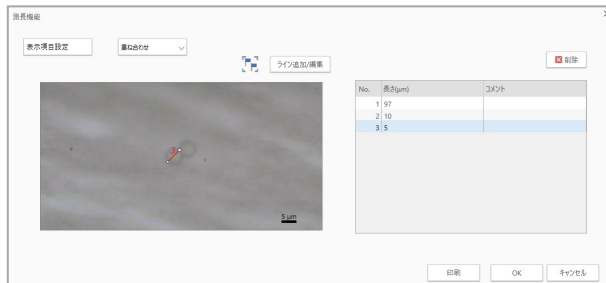 測長機能
表示項目設定
重ね合わせ
ライン追加/編集
削除
3
5 μm
No. 長さ(μm) コメント
1 97
2 10
3 5
印刷 OK キャンセル